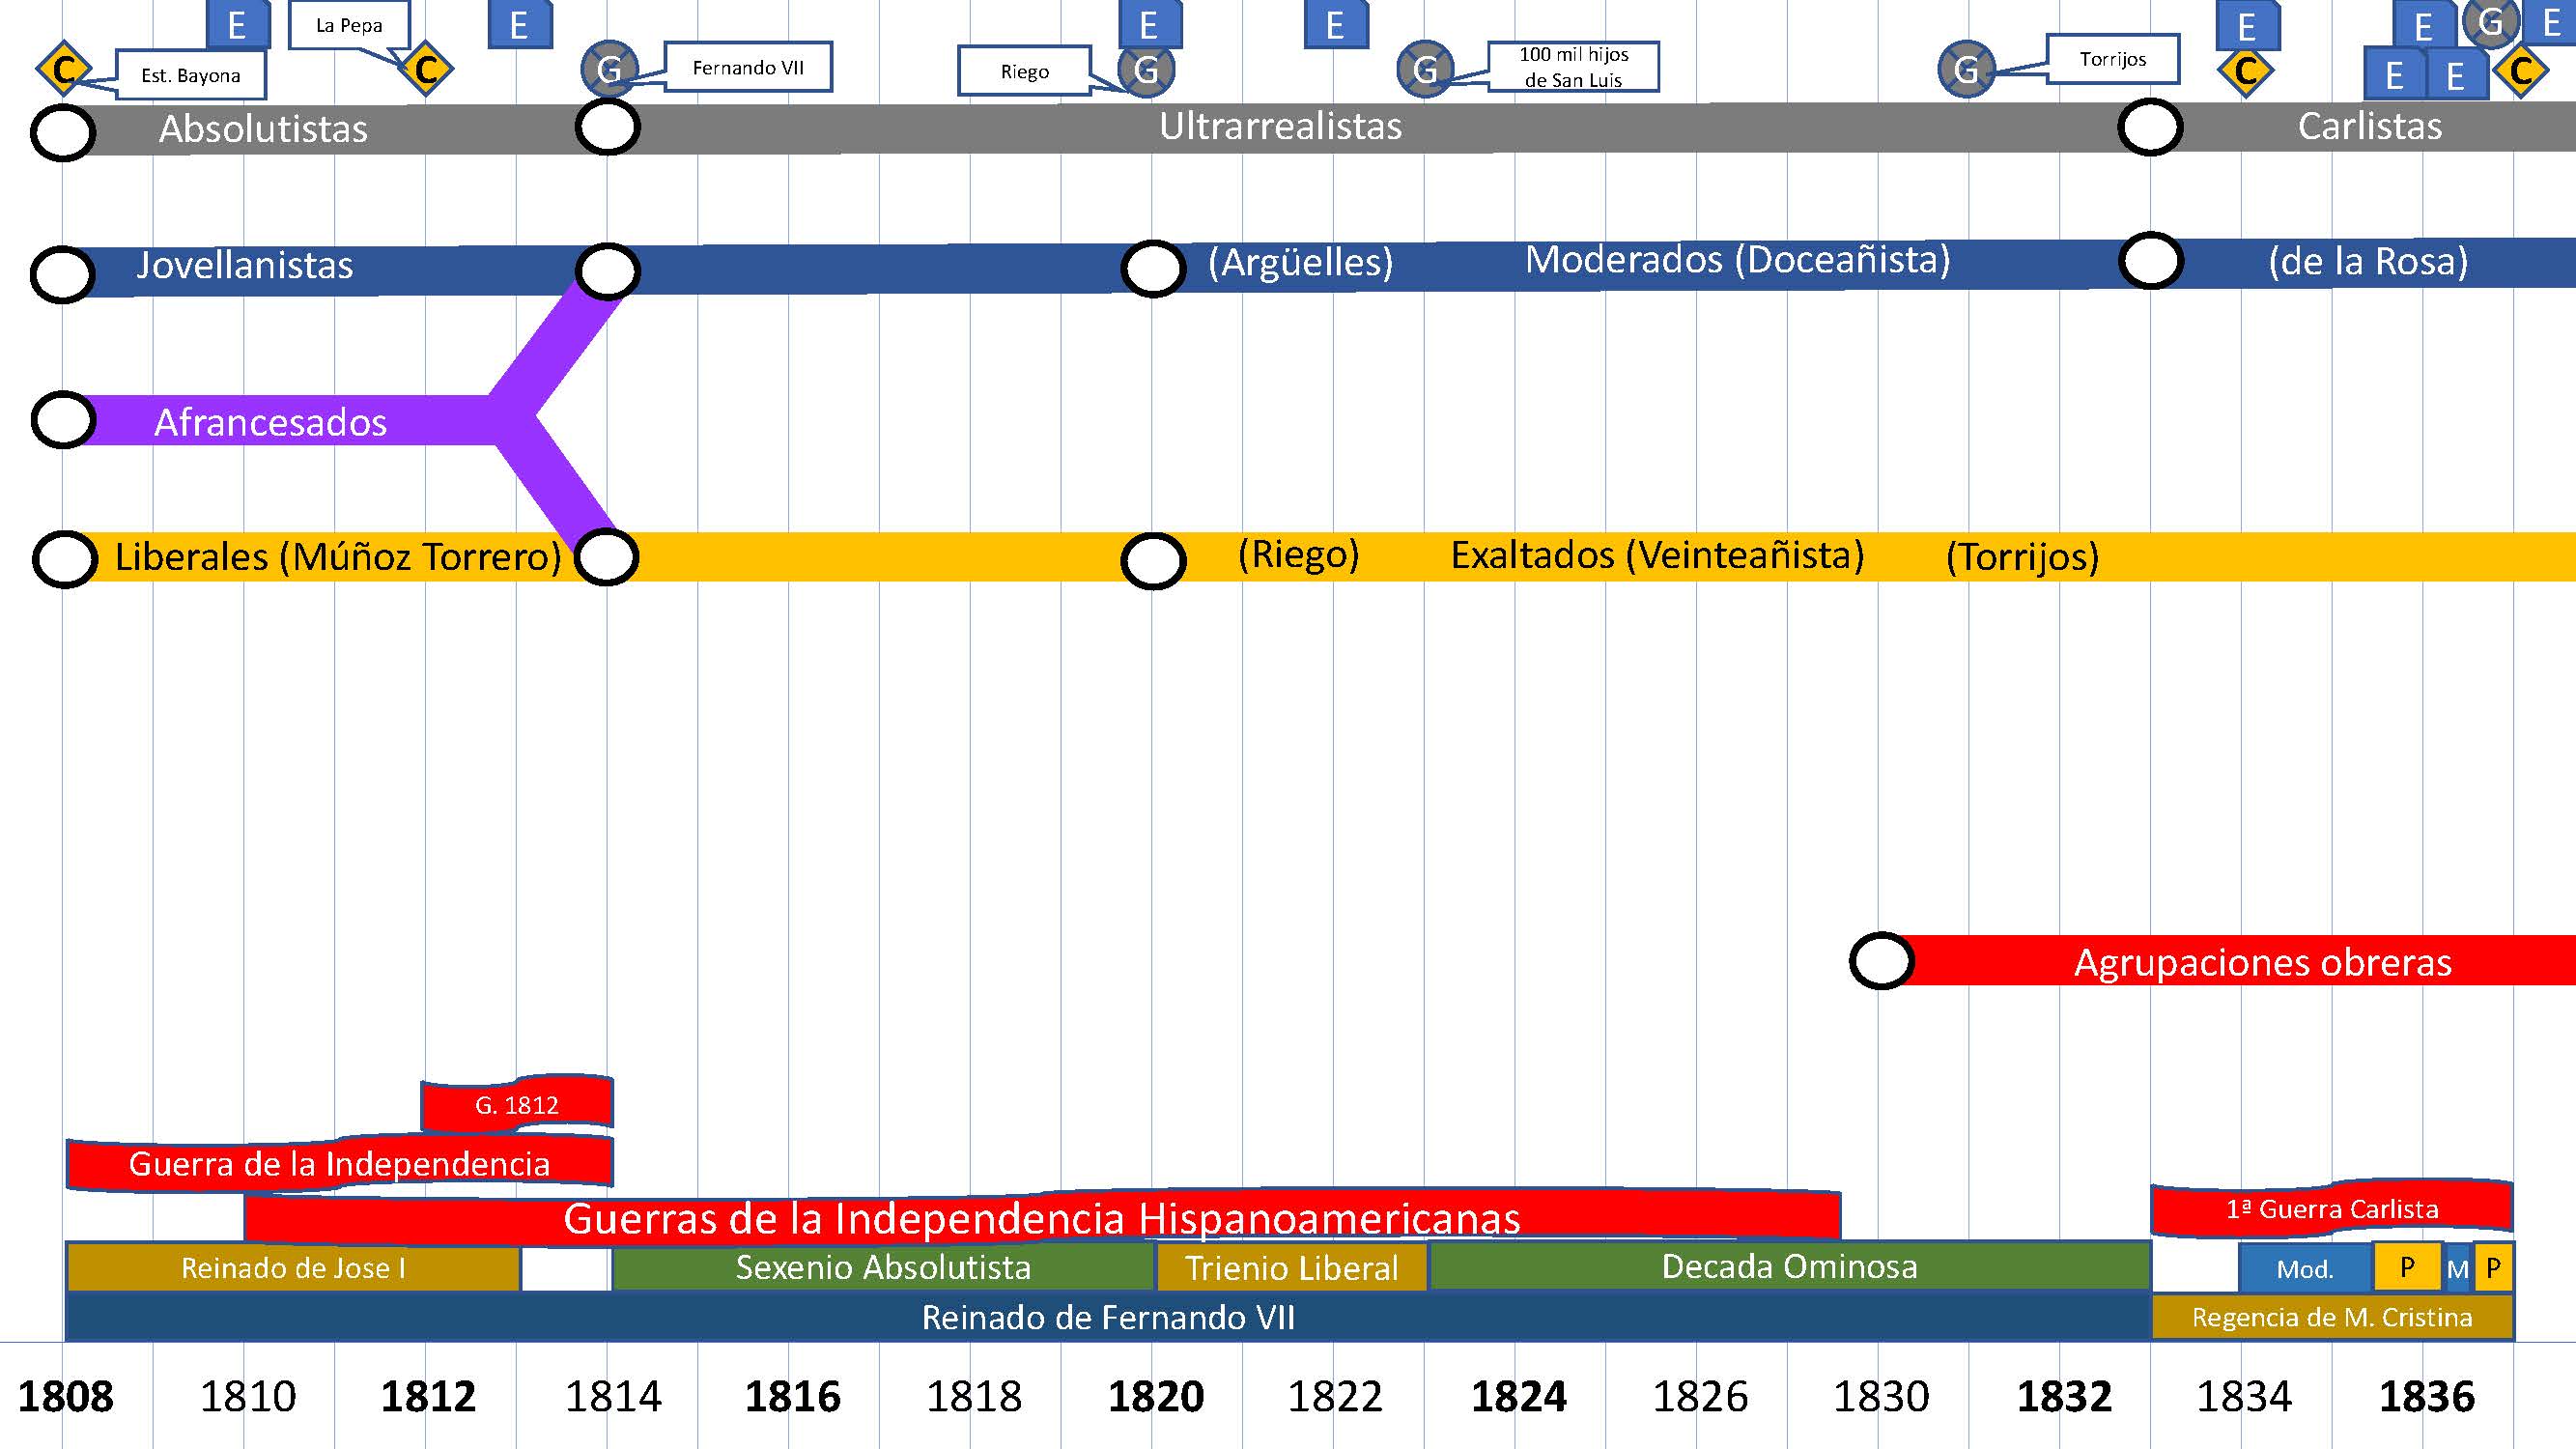 E
La Pepa
E
E
E
E
E
G
E
C
Est. Bayona
C
G
Fernando VII
Riego
G
G
100 mil hijos
de San Luis
G
Torrijos
C
E
E
C
Absolutistas
Ultrarrealistas
Carlistas
Jovellanistas
(Argüelles)
Moderados (Doceañista)
(de la Rosa)
Afrancesados
Liberales (Múñoz Torrero)
(Riego)
Exaltados (Veinteañista)
(Torrijos)
Agrupaciones obreras
G. 1812
Guerra de la Independencia
Guerras de la Independencia Hispanoamericanas
1ª Guerra Carlista
Reinado de Jose I
Sexenio Absolutista
Trienio Liberal
Decada Ominosa
Mod.
P
M
P
Reinado de Fernando VII
Regencia de M. Cristina
1808
1810
1812
1814
1816
1818
1820
1822
1824
1826
1830
1832
1834
1836